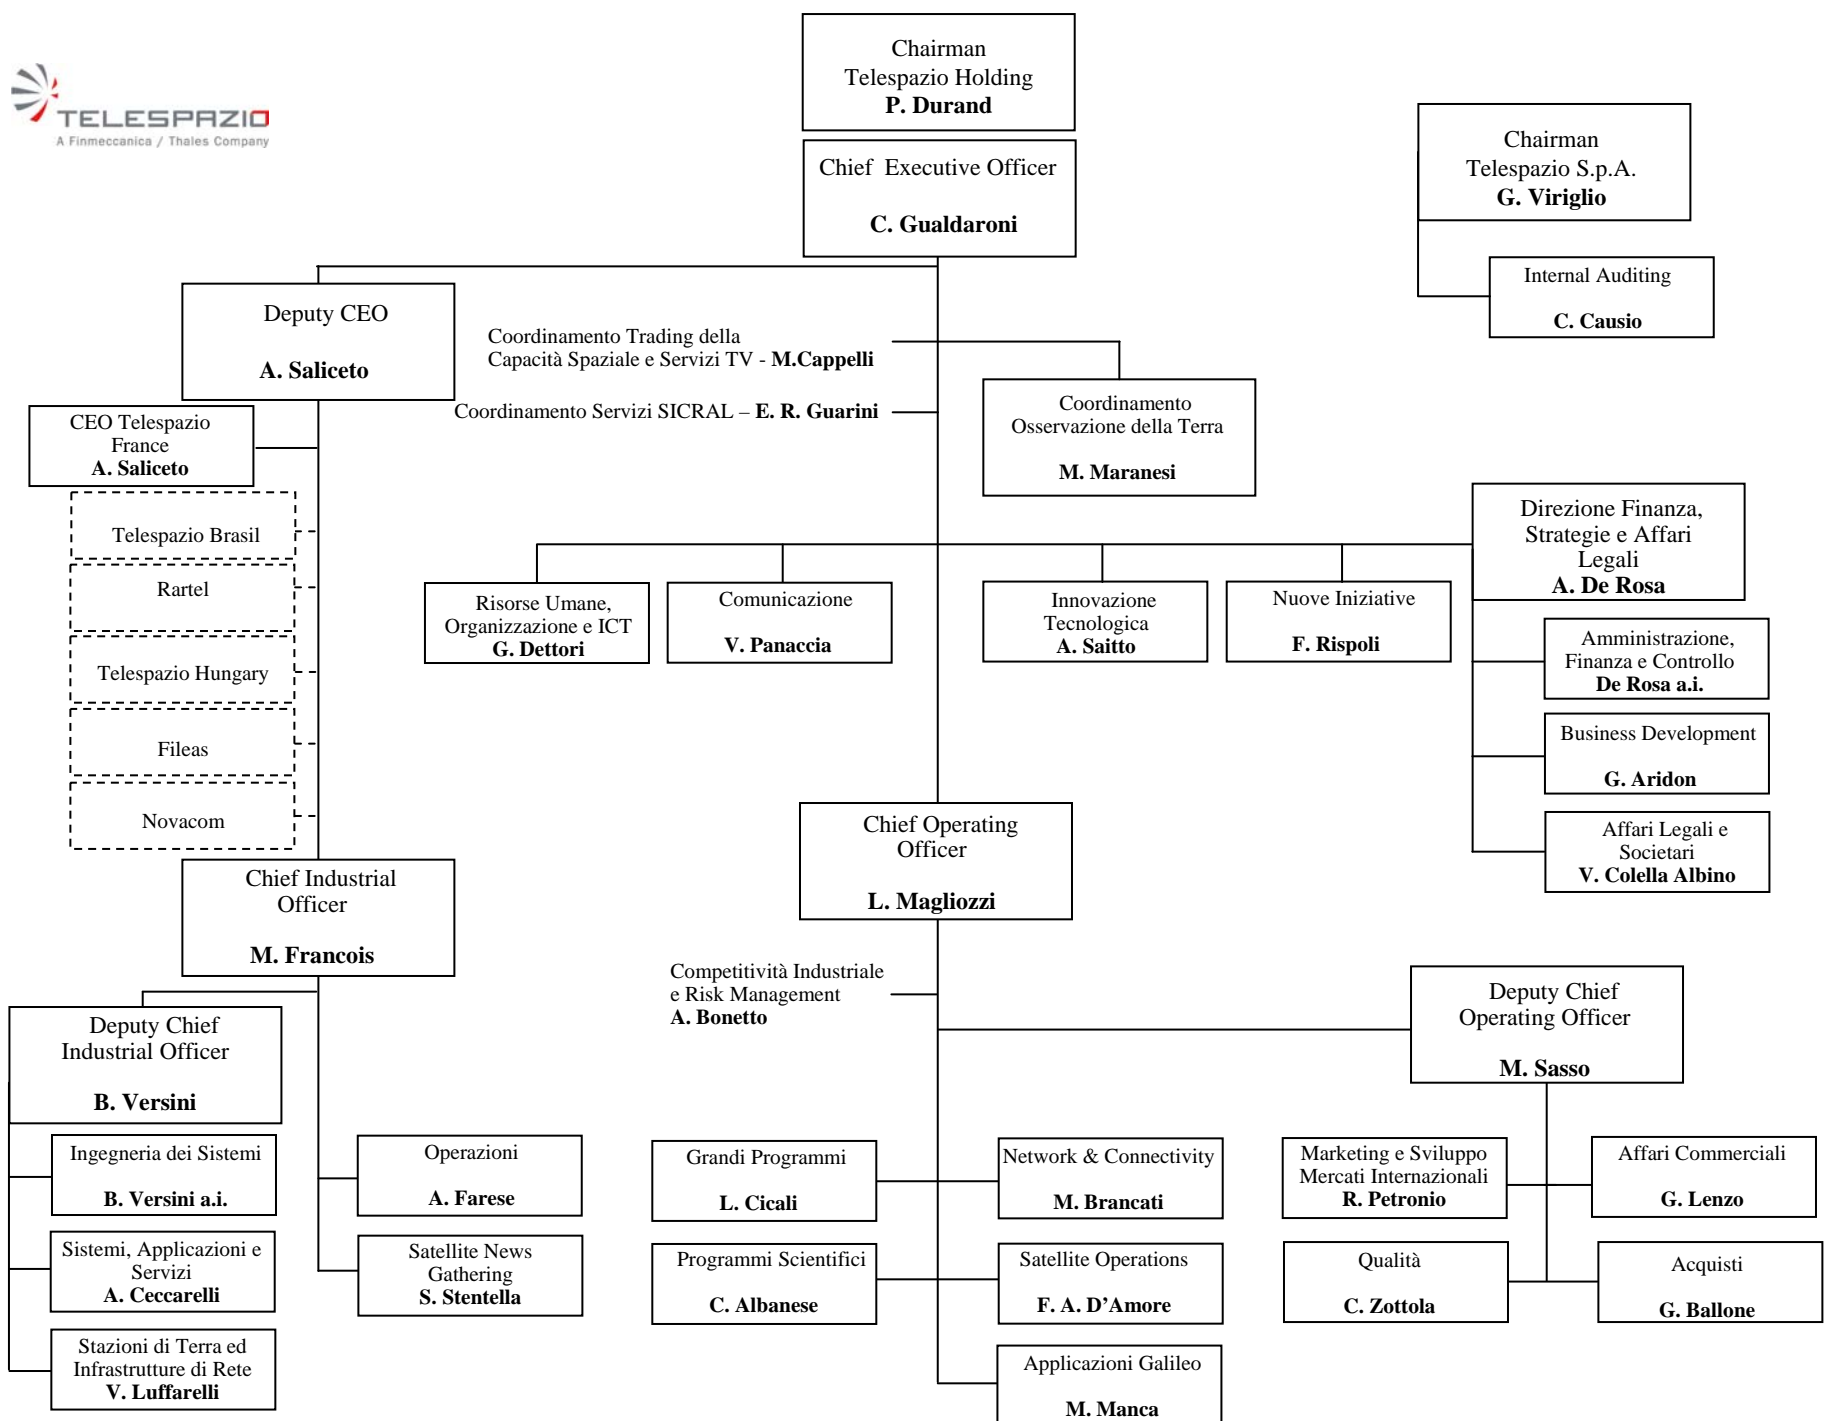 TELESPAZIO
A Finmeccanica / Thales Company
Chairman
Telespazio Holding
P. Durand
Chief Executive Officer
C. Gualdaroni
Chairman
Telespazio S.p.A.
G. Viriglio
Internal Auditing
C. Causio
Deputy CEO
A. Saliceto
Coordinamento Trading della
Capacità Spaziale e Servizi TV - M.Cappelli
Coordinamento Servizi SICRAL – E. R. Guarini
Coordinamento
Osservazione della Terra
M. Maranesi
CEO Telespazio
France
A. Saliceto
Telespazio Brasil
Rartel
Telespazio Hungary
Fileas
Novacom
Direzione Finanza,
Strategie e Affari
Legali
A. De Rosa
Risorse Umane,
Organizzazione e ICT
G. Dettori
Comunicazione
V. Panaccia
Innovazione
Tecnologica
A. Saitto
Nuove Iniziative
F. Rispoli
Amministrazione,
Finanza e Controllo
De Rosa a.i.
Business Development
G. Aridon
Affari Legali e
Societari
V. Colella Albino
Chief Operating
Officer
L. Magliozzi
Chief Industrial
Officer
M. Francois
Competitività Industriale
e Risk Management
A. Bonetto
Deputy Chief
Operating Officer
M. Sasso
Deputy Chief
Industrial Officer
B. Versini
Ingegneria dei Sistemi
B. Versini a.i.
Sistemi, Applicazioni e
Servizi
A. Ceccarelli
Stazioni di Terra ed
Infrastrutture di Rete
V. Luffarelli
Operazioni
A. Farese
Satellite News
Gathering
S. Stentella
Grandi Programmi
L. Cicali
Programmi Scientifici
C. Albanese
Network & Connectivity
M. Brancati
Satellite Operations
F. A. D’Amore
Applicazioni Galileo
M. Manca
Marketing e Sviluppo
Mercati Internazionali
R. Petronio
Affari Commerciali
G. Lenzo
Qualità
C. Zottola
Acquisti
G. Ballone